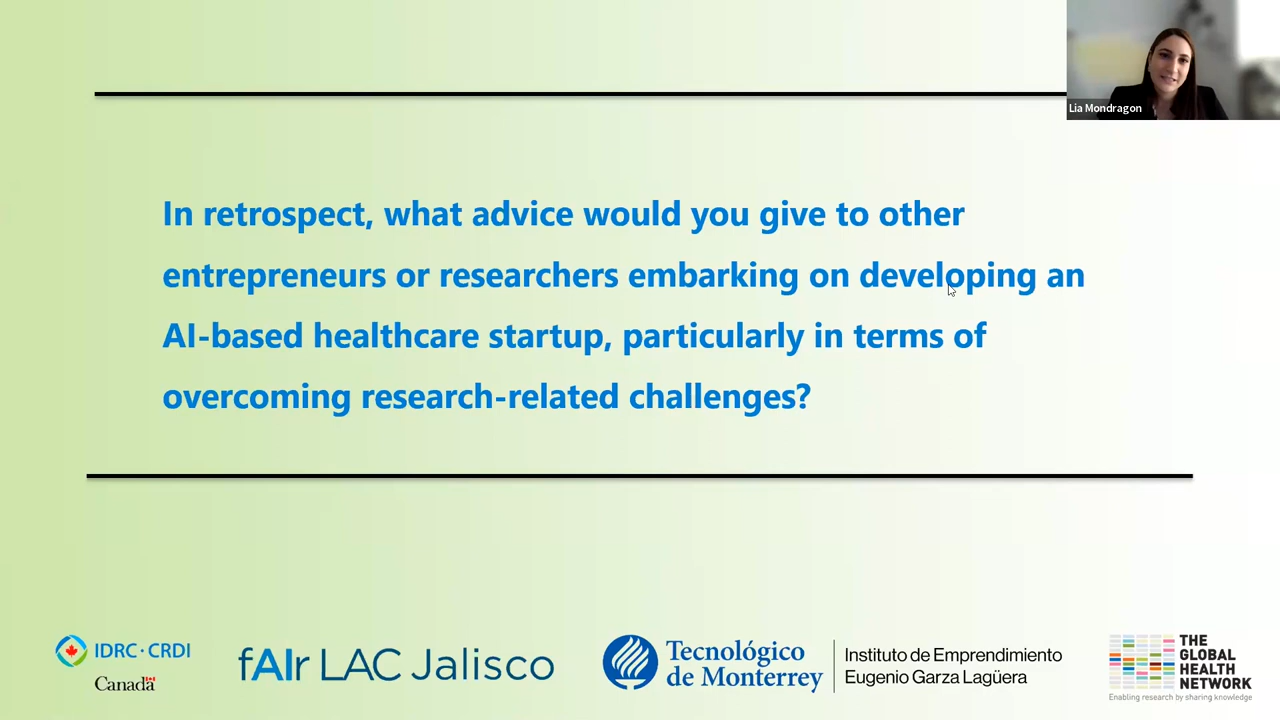 Lia Mondragon
In retrospect, what advice would you give to other
entrepreneurs or researchers embarking on developing an
AI-based healthcare startup, particularly in terms of
overcoming research-related challenges?
IDRC · CRDI
Canada
fAIr LAC Jalisco
Tecnológico
de Monterrey
Instituto de Emprendimiento
Eugenio Garza Lagüera
THE
GLOBAL
HEALTH
NETWORK
Enabling research by sharing knowledge